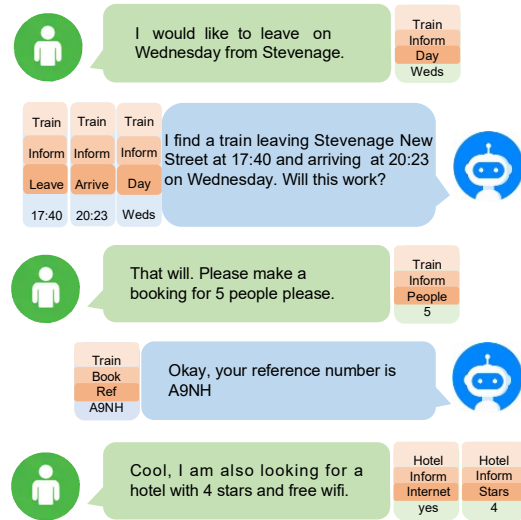 I would like to leave on
Wednesday from Stevenage.
Train
Inform
Day
Weds
Train Train Train
Inform Inform Inform
Leave Arrive Day
17:40 20:23 Weds
I find a train leaving Stevenage New
Street at 17:40 and arriving at 20:23
on Wednesday. Will this work?
That will. Please make a
booking for 5 people please.
Train
Inform
People
5
Train
Book
Ref
A9NH
Okay, your reference number is
A9NH
Cool, I am also looking for a
hotel with 4 stars and free wifi.
Hotel Hotel
Inform Inform
Internet Stars
yes 4